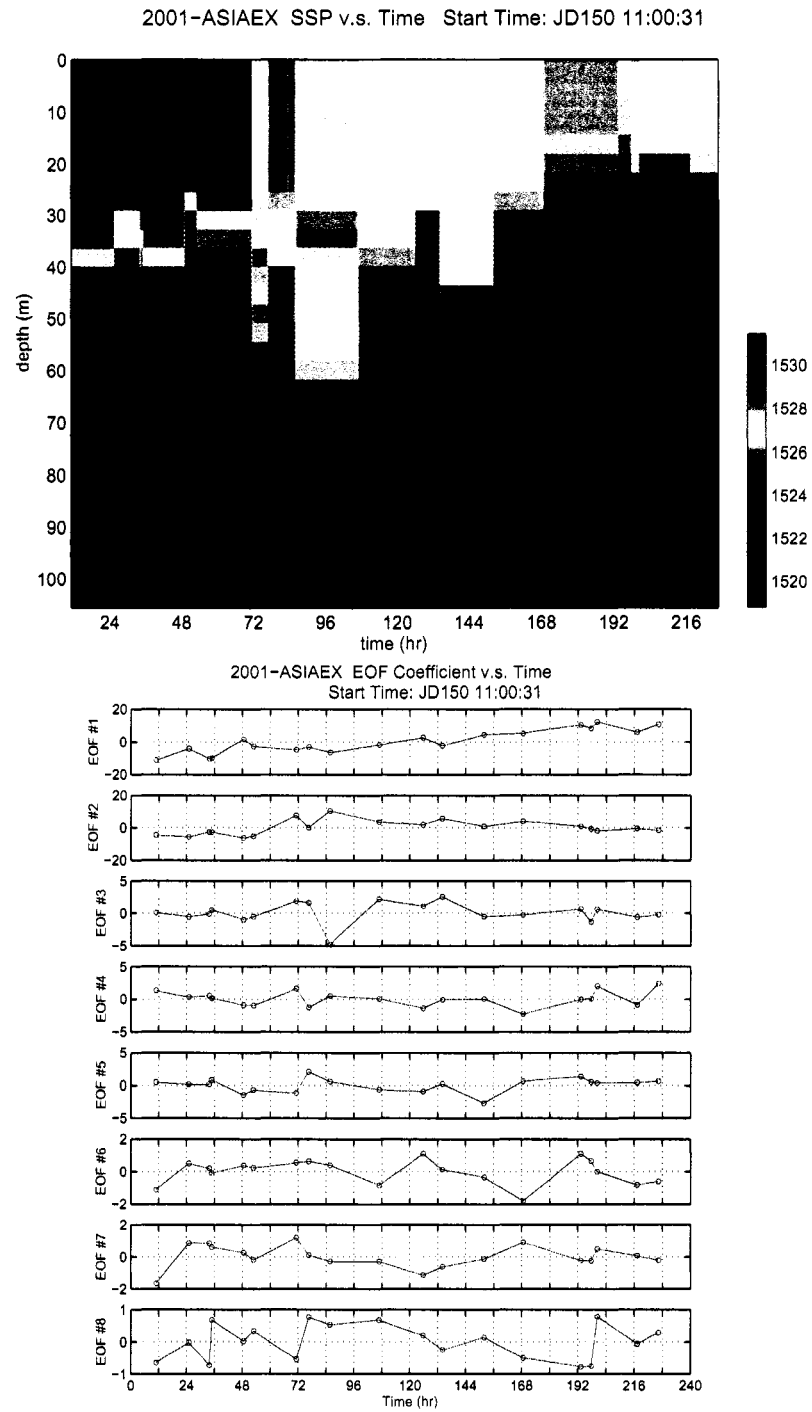 2001-ASIAEX SSP v.s. Time Start Time: JD150 11:00:31
0
10
20
30
40
50
60
70
80
90
100
depth (m)
24 48 72 96 120 144 168 192 216
time (hr)
1530
1528
1526
1524
1522
1520
2001-ASIAEX EOF Coefficient v.s. Time
Start Time: JD150 11:00:31
EOF #1
20
0
-20
EOF #2
20
0
-20
EOF #3
5
0
-5
EOF #4
5
0
-5
EOF #5
5
0
-5
EOF #6
2
0
-2
EOF #7
2
0
-2
EOF #8
1
0
-1
0 24 48 72 96 120 144 168 192 216 240
Time (hr)